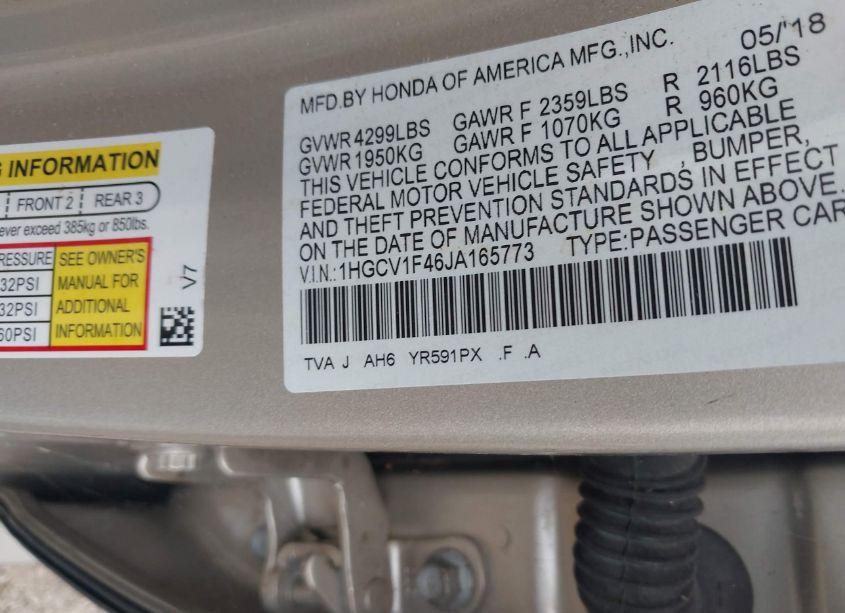 G INFORMATION
FRONT 2 REAR 3
ever exceed 385kg or 850lbs.
RESSURE SEE OWNER'S
32PSI MANUAL FOR
32PSI ADDITIONAL
60PSI INFORMATION
V7
MFD.BY HONDA OF AMERICA MFG.,INC. 05/'18
GVWR 4299LBS GAWR F 2359LBS R 2116LBS
GVWR 1950KG GAWR F 1070KG R 960KG
THIS VEHICLE CONFORMS TO ALL APPLICABLE
FEDERAL MOTOR VEHICLE SAFETY , BUMPER,
AND THEFT PREVENTION STANDARDS IN EFFECT
ON THE DATE OF MANUFACTURE SHOWN ABOVE.
V.I.N.:1HGCV1F46JA165773 TYPE:PASSENGER CAR
TVA J AH6 YR591PX .F .A